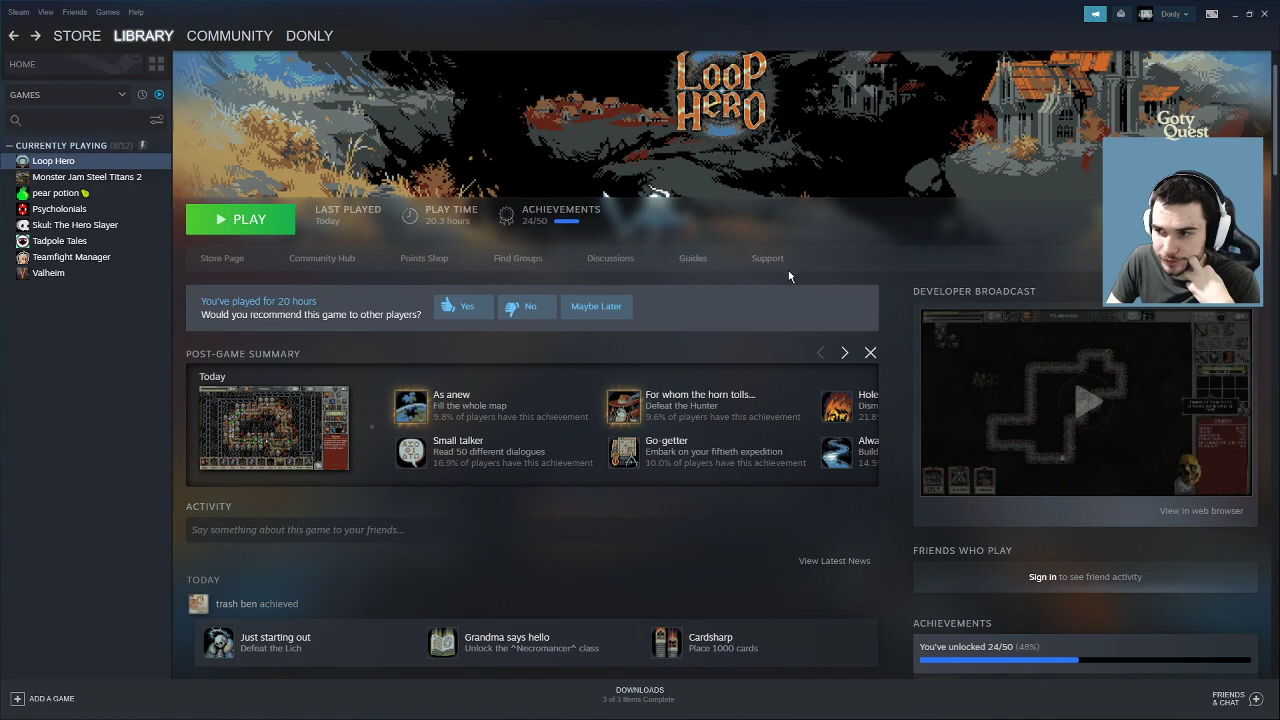 Steam View Friends Games Help
Donly
STORE LIBRARY COMMUNITY DONLY
HOME
GAMES
CURRENTLY PLAYING (8/12)
Loop Hero
Monster Jam Steel Titans 2
pear potion
Psycholonials
Skul: The Hero Slayer
Tadpole Tales
Teamfight Manager
Valheim
LOOP HERO
Goty Quest
PLAY
LAST PLAYED
Today
PLAY TIME
20.3 hours
ACHIEVEMENTS
24/50
Store Page Community Hub Points Shop Find Groups Discussions Guides Support
You've played for 20 hours
Would you recommend this game to other players?
Yes No Maybe Later
POST-GAME SUMMARY
Today
As anew
Fill the whole map
9.8% of players have this achievement
For whom the horn tolls...
Defeat the Hunter
9.6% of players have this achievement
Hole
Dism
21.8
Small talker
Read 50 different dialogues
16.9% of players have this achievement
Go-getter
Embark on your fiftieth expedition
10.0% of players have this achievement
Alwa
Build
14.5
ACTIVITY
Say something about this game to your friends...
View Latest News
TODAY
trash ben achieved
Just starting out
Defeat the Lich
Grandma says hello
Unlock the ^Necromancer^ class
Cardsharp
Place 1000 cards
DEVELOPER BROADCAST
View in web browser
FRIENDS WHO PLAY
Sign in to see friend activity
ACHIEVEMENTS
You've unlocked 24/50 (48%)
ADD A GAME
DOWNLOADS
3 of 3 Items Complete
FRIENDS
& CHAT